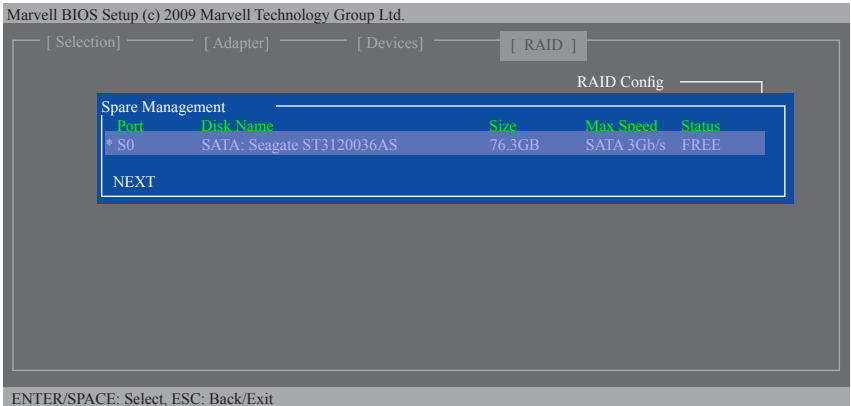 Marvell BIOS Setup (c) 2009 Marvell Technology Group Ltd.
[ Selection] [ Adapter] [ Devices] [ RAID ]
RAID Config
Spare Management
Port Disk Name Size Max Speed Status
* S0 SATA: Seagate ST3120036AS 76.3GB SATA 3Gb/s FREE
NEXT
ENTER/SPACE: Select, ESC: Back/Exit